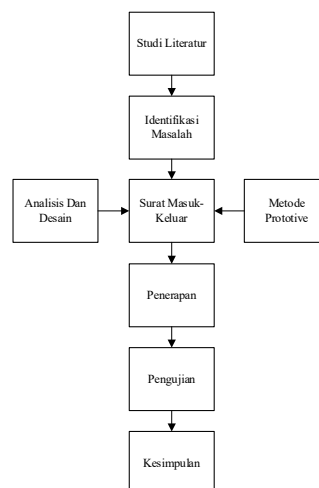 Studi Literatur
Identifikasi
Masalah
Analisis Dan
Desain
Surat Masuk-
Keluar
Metode
Prototive
Penerapan
Pengujian
Kesimpulan